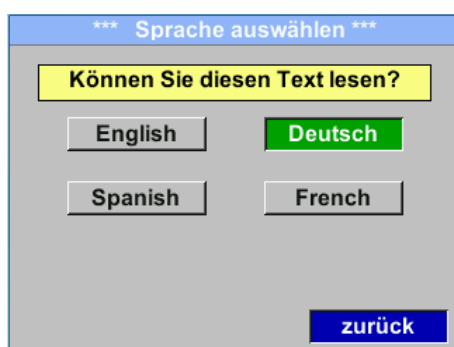 *** Sprache auswählen ***
Können Sie diesen Text lesen?
English Deutsch
Spanish French
zurück